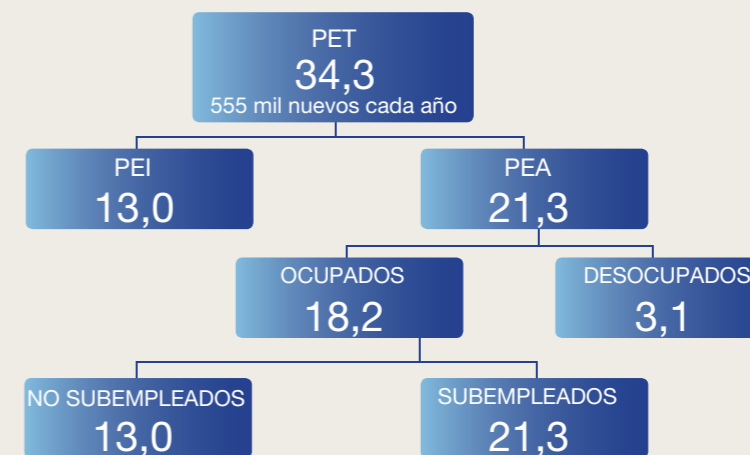 PET
34,3
555 mil nuevos cada año
PEI
13,0
PEA
21,3
OCUPADOS
18,2
DESOCUPADOS
3,1
NO SUBEMPLEADOS
13,0
SUBEMPLEADOS
21,3